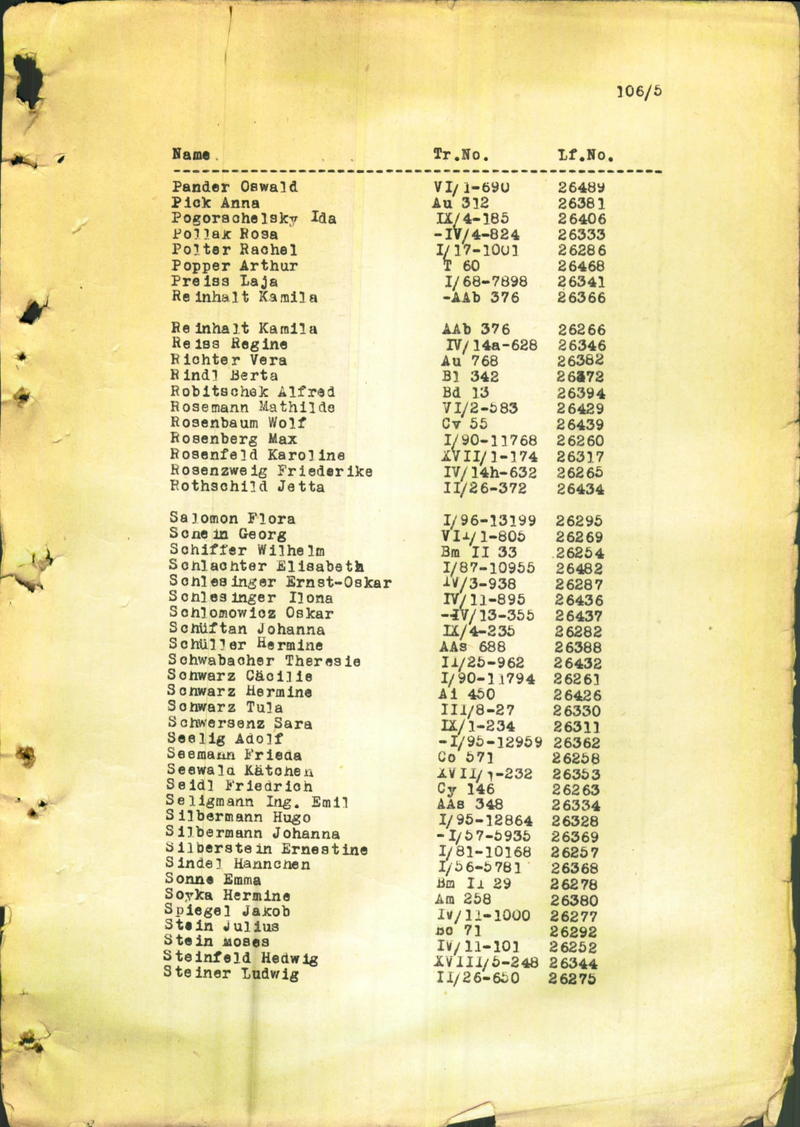 106/5
Name. Tr.No. Lf.No.
Pander Oswald VI/1-690 26489
Pick Anna Au 312 26381
Pogorschelsky Ida IX/4-185 26406
Pollak Rosa -IV/4-824 26333
Polter Rachel I/17-1001 26286
Popper Arthur T 60 26468
Preiss Laja I/68-7898 26341
Reinhalt Kamila -AAb 376 26366
Reinhalt Kamila AAb 376 26266
Reiss Regine IV/14a-628 26346
Richter Vera Au 768 26382
Rindl Berta Bl 342 26372
Robitschek Alfred Bd 13 26394
Rosemann Mathilde VI/2-583 26429
Rosenbaum Wolf Cv 55 26439
Rosenberg Max I/90-11768 26260
Rosenfeld Karoline XVII/1-174 26317
Rosenzweig Friederike IV/14h-632 26265
Rothschild Jetta II/26-372 26434
Salomon Flora I/96-13199 26295
Schein Georg VII/1-805 26269
Schiffer Wilhelm Bm II 33 26254
Schlachter Elisabeth I/87-10955 26482
Schlesinger Ernst-Oskar IV/3-938 26287
Schlesinger Ilona IV/11-895 26436
Schlomowicz Oskar -IV/13-355 26437
Schüftan Johanna IX/4-235 26282
Schüller Hermine AAs 688 26388
Schwabacher Theresie II/25-962 26432
Schwarz Cäcilie I/90-11794 26261
Schwarz Hermine Ai 450 26426
Schwarz Tula III/8-27 26330
Schwersenz Sara IX/1-234 26311
Seelig Adolf -I/95-12959 26362
Seemann Frieda Co 571 26258
Seewald Kätchen XVII/1-232 26353
Seidl Friedrich Cy 146 26263
Seligmann Ing. Emil AAs 348 26334
Silbermann Hugo I/95-12864 26328
Silbermann Johanna -I/57-5935 26369
Silberstein Ernestine I/81-10168 26257
Sindel Hannchen I/56-5781 26368
Sonne Emma Bm II 29 26278
Soyka Hermine Am 258 26380
Spiegel Jakob IV/11-1000 26277
Stein Julius Bc 71 26292
Stein Moses IV/11-101 26252
Steinfeld Hedwig XVIII/5-248 26344
Steiner Ludwig II/26-650 26275